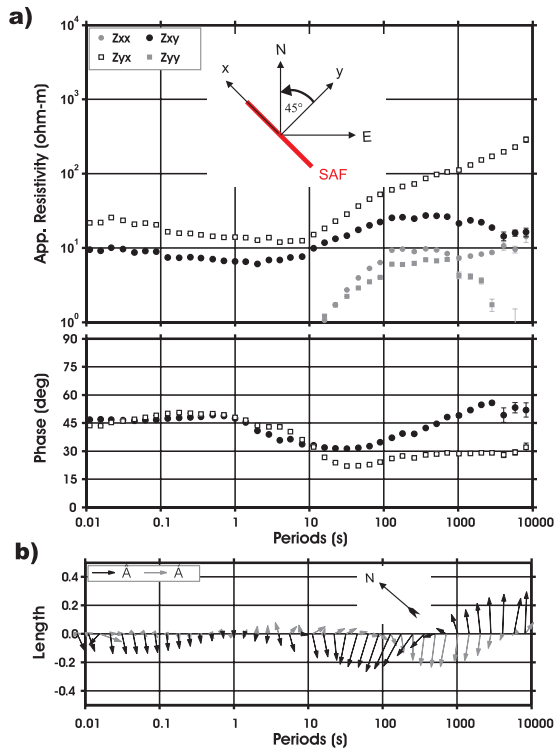 a)
Zxx Zxy
Zyx Zyy
10⁴
10³
10²
10¹
10⁰
App. Resistivity (ohm-m)
N
x
y
45°
E
SAF
90
75
60
45
30
15
0
Phase (deg)
0.01 0.1 1 10 100 1000 10000
Periods (s)
b)
Â Â
N
0.4
0.2
0.0
-0.2
-0.4
Length
0.01 0.1 1 10 100 1000 10000
Periods (s)